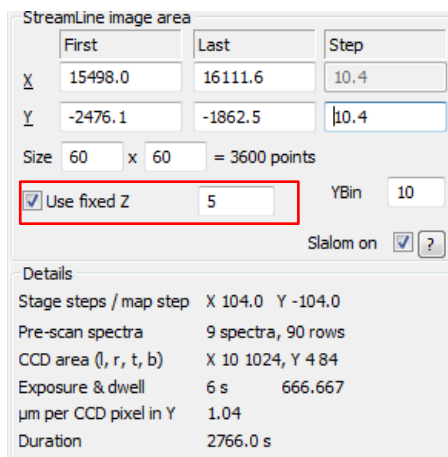 StreamLine image area
First Last Step
X 15498.0 16111.6 10.4
Y -2476.1 -1862.5 10.4
Size 60 x 60 = 3600 points
Use fixed Z 5 YBin 10
Slalom on ?
Details
Stage steps / map step X 104.0 Y -104.0
Pre-scan spectra 9 spectra, 90 rows
CCD area (l, r, t, b) X 10 1024, Y 4 84
Exposure & dwell 6 s 666.667
µm per CCD pixel in Y 1.04
Duration 2766.0 s